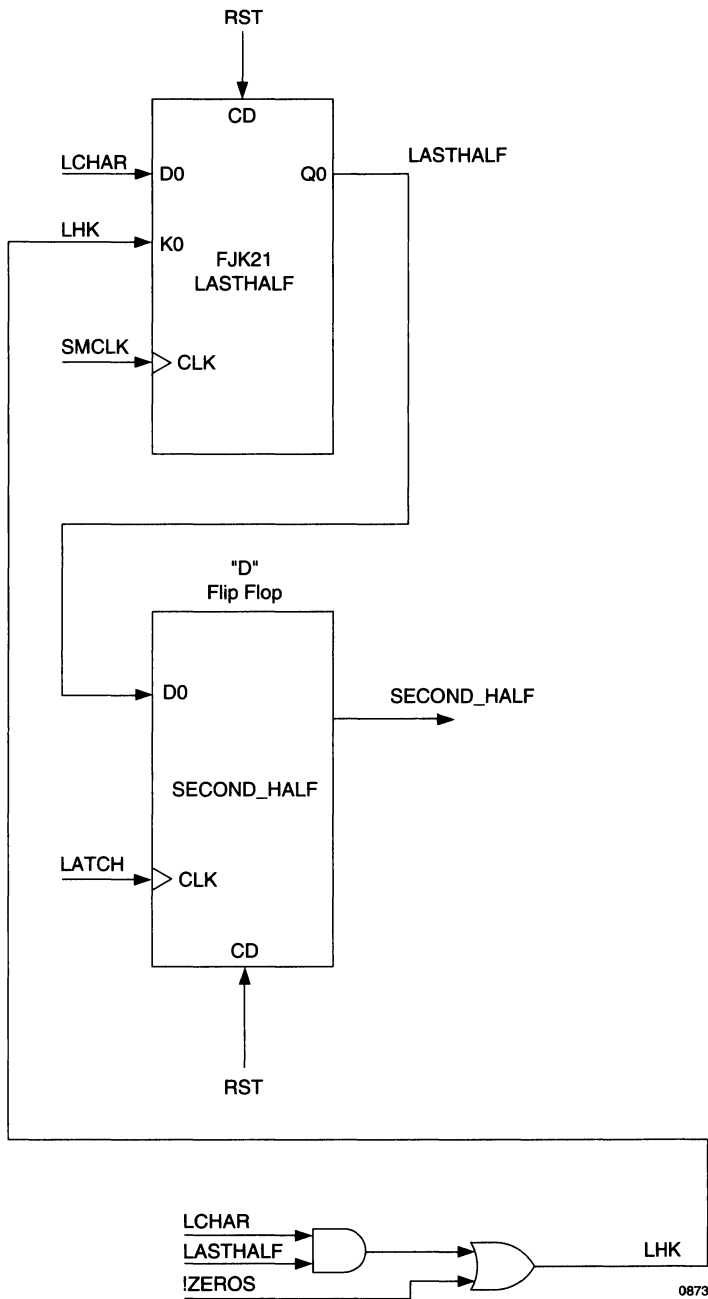 RST
CD
LCHAR
D0
Q0
LASTHALF
LHK
K0
FJK21
LASTHALF
SMCLK
CLK
"D"
Flip Flop
D0
SECOND_HALF
SECOND_HALF
LATCH
CLK
CD
RST
LCHAR
LASTHALF
!ZEROS
LHK
0873